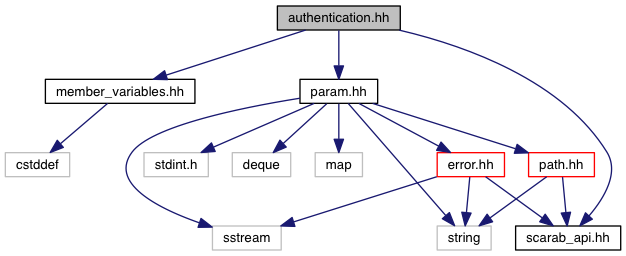 authentication.hh
member_variables.hh
param.hh
cstddef
stdint.h
deque
map
error.hh
path.hh
sstream
string
scarab_api.hh